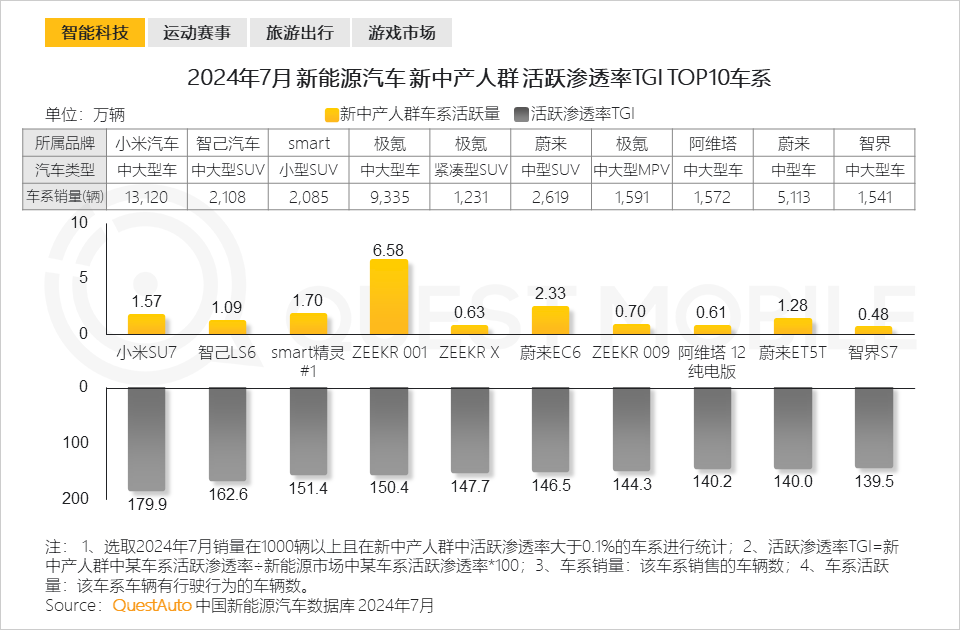 智能科技 运动赛事 旅游出行 游戏市场
2024年7月 新能源汽车 新中产人群 活跃渗透率TGI TOP10车系
单位：万辆 新中产人群车系活跃量 活跃渗透率TGI
所属品牌 小米汽车 智己汽车 smart 极氪 极氪 蔚来 极氪 阿维塔 蔚来 智界
汽车类型 中大型车 中大型SUV 小型SUV 中大型车 紧凑型SUV 中型SUV 中大型MPV 中大型车 中型车 中大型车
车系销量(辆) 13,120 2,108 2,085 9,335 1,231 2,619 1,591 1,572 5,113 1,541
10
5
0
1.57 1.09 1.70 6.58 0.63 2.33 0.70 0.61 1.28 0.48
QUEST MOBILE
小米SU7 智己LS6 smart精灵 ZEEKR 001 ZEEKR X 蔚来EC6 ZEEKR 009 阿维塔 12 蔚来ET5T 智界S7
#1 纯电版
0
100
200
179.9 162.6 151.4 150.4 147.7 146.5 144.3 140.2 140.0 139.5
注： 1、选取2024年7月销量在1000辆以上且在新中产人群中活跃渗透率大于0.1%的车系进行统计；2、活跃渗透率TGI=新
中产人群中某车系活跃渗透率÷新能源市场中某车系活跃渗透率*100；3、车系销量：该车系销售的车辆数；4、车系活跃
量：该车系车辆有行驶行为的车辆数。
Source：QuestAuto 中国新能源汽车数据库 2024年7月